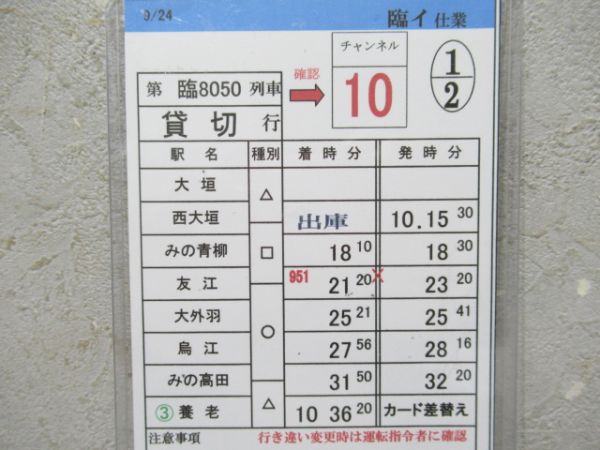 9/24 臨イ 仕業
チャンネル
第 臨8050 列車 確認 10 1/2
貸切 行
駅名 種別 着時分 発時分
大垣 △
西大垣 出庫 10.15 30
みの青柳 □ 18 10 18 30
友江 951 21 20 × 23 20
大外羽 ○ 25 21 25 41
烏江 27 56 28 16
みの高田 31 50 32 20
③養老 △ 10 36 20 カード差替え
注意事項 行き違い変更時は運転指令者に確認